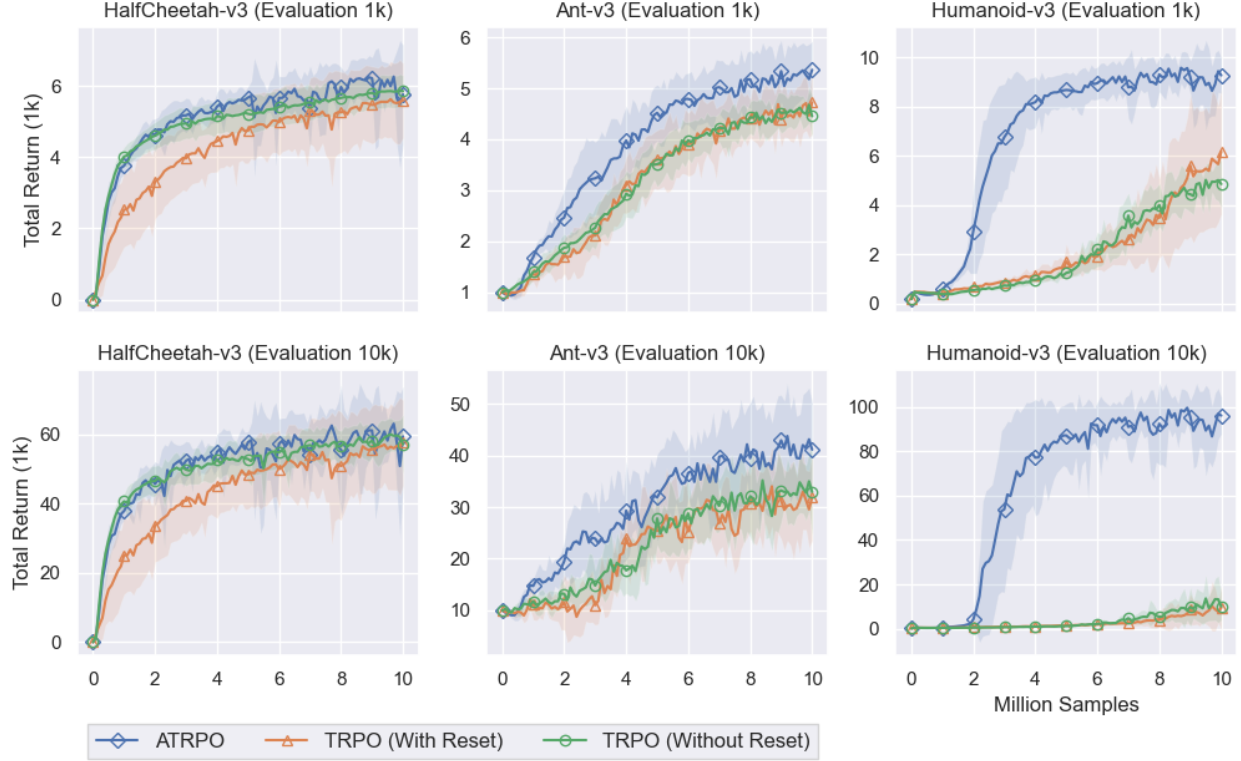 HalfCheetah-v3 (Evaluation 1k)
Ant-v3 (Evaluation 1k)
Humanoid-v3 (Evaluation 1k)
Total Return (1k)
6
4
2
0
6
5
4
3
2
1
10
8
6
4
2
0
HalfCheetah-v3 (Evaluation 10k)
Ant-v3 (Evaluation 10k)
Humanoid-v3 (Evaluation 10k)
Total Return (1k)
60
40
20
0
50
40
30
20
10
100
80
60
40
20
0
0 2 4 6 8 10
0 2 4 6 8 10
0 2 4 6 8 10
Million Samples
ATRPO
TRPO (With Reset)
TRPO (Without Reset)